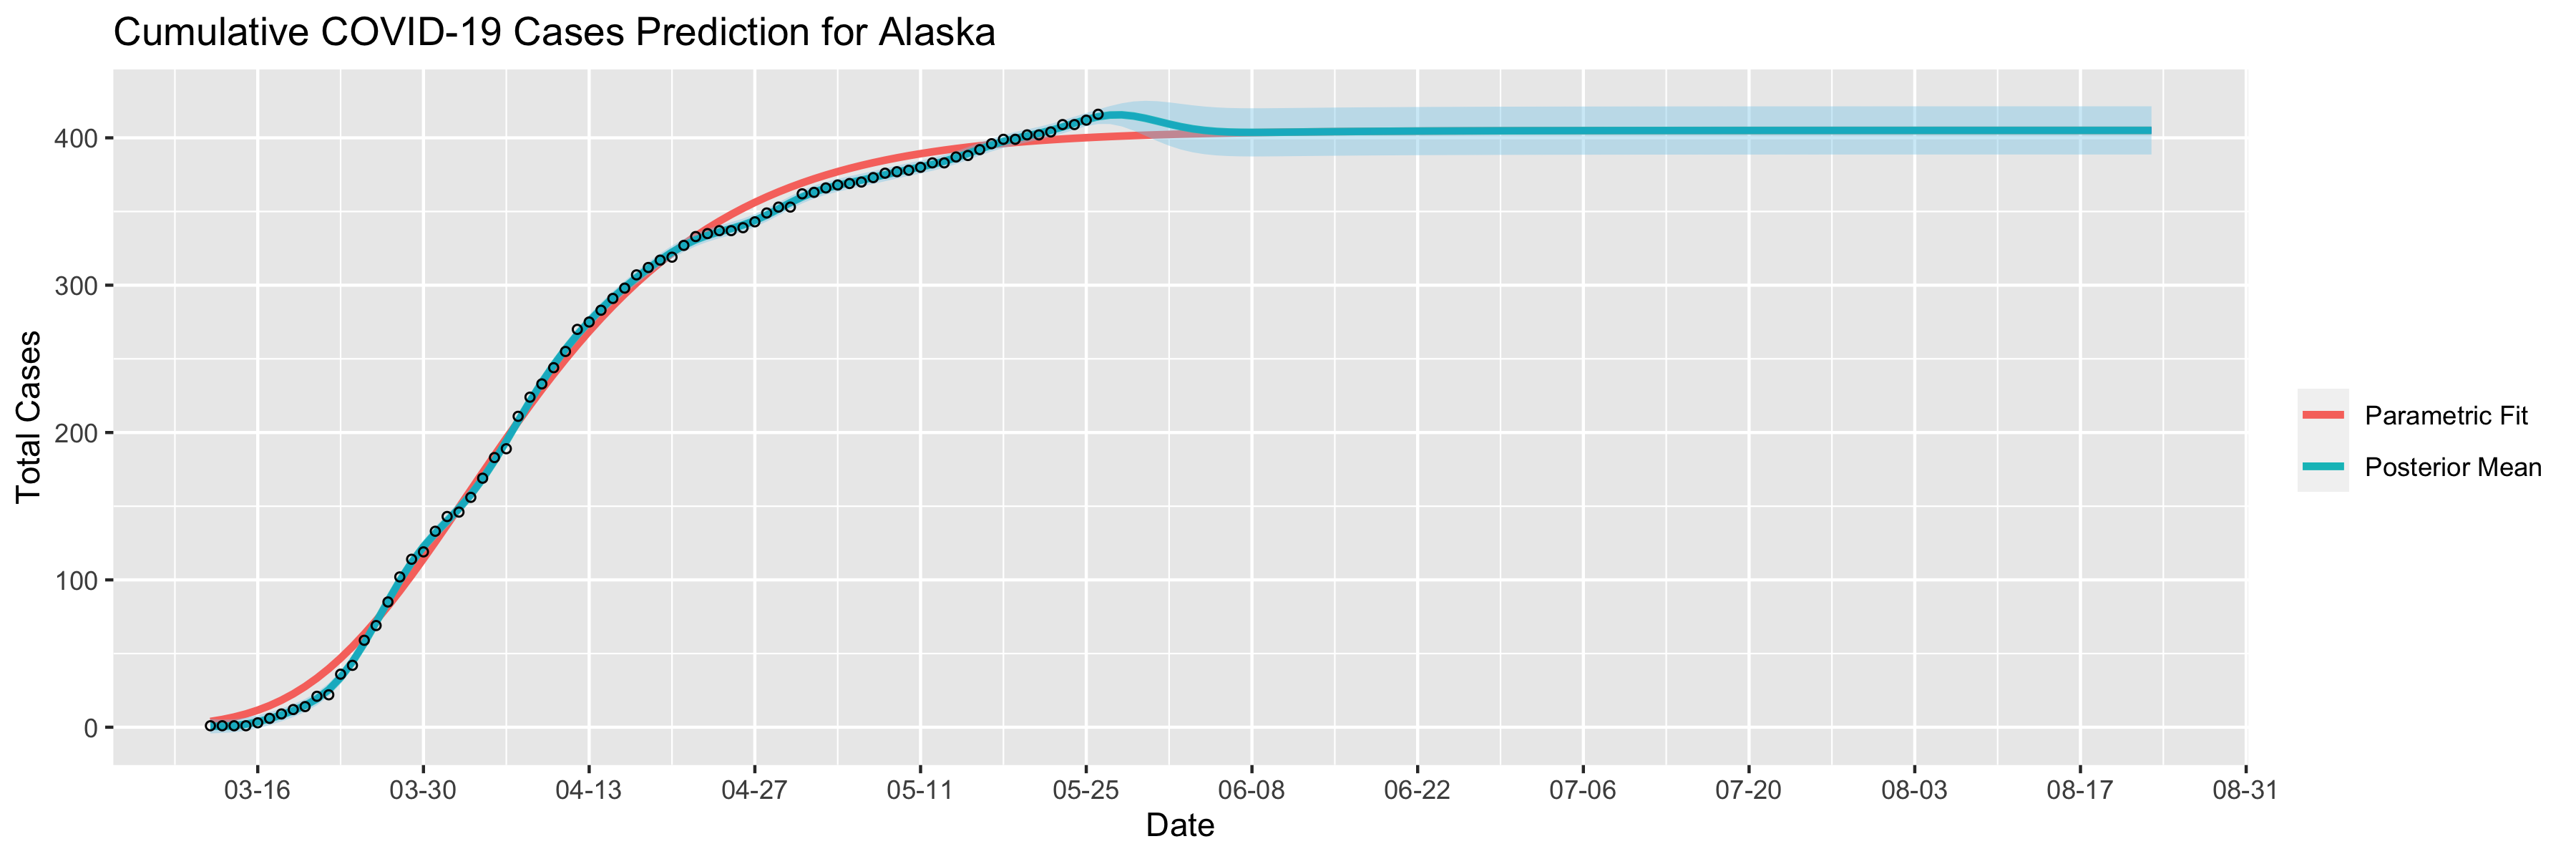 Cumulative COVID-19 Cases Prediction for Alaska
400
300
200
100
0
Total Cases
03-16 03-30 04-13 04-27 05-11 05-25 06-08 06-22 07-06 07-20 08-03 08-17 08-31
Date
Parametric Fit
Posterior Mean